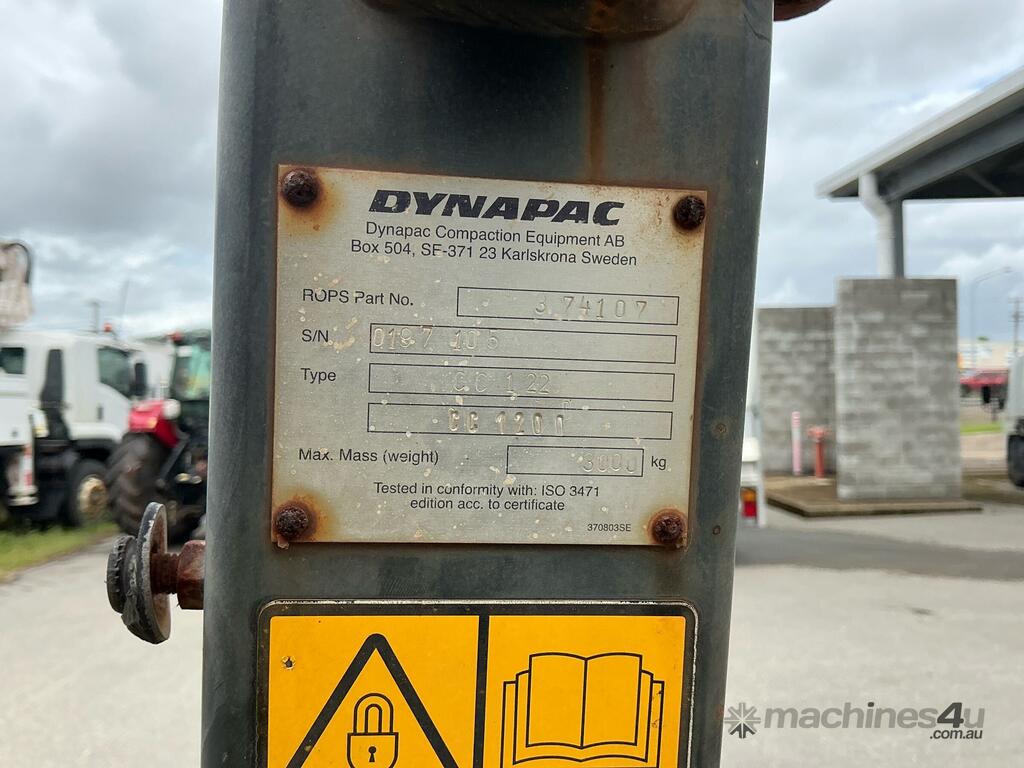 DYNAPAC
Dynapac Compaction Equipment AB
Box 504, SE-371 23 Karlskrona Sweden
ROPS Part No. 374107
S/N 0197 105
Type CC 122
CC 1200
Max. Mass (weight) 3000 kg
Tested in conformity with: ISO 3471
edition acc. to certificate
370803SE
machines4u
.com.au